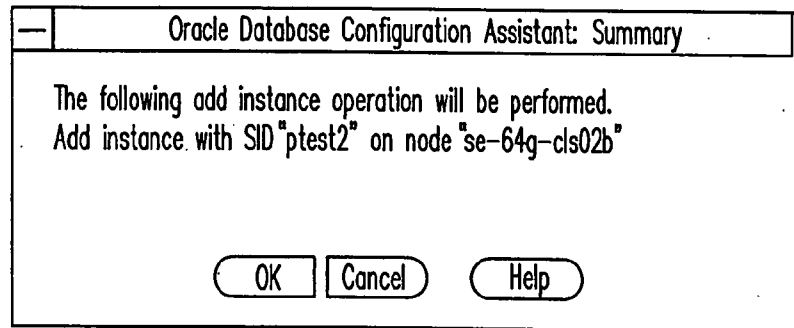 Oracle Database Configuration Assistant: Summary
The following add instance operation will be performed.
Add instance with SID "ptest2" on node "se-64g-cls02b"
OK Cancel Help